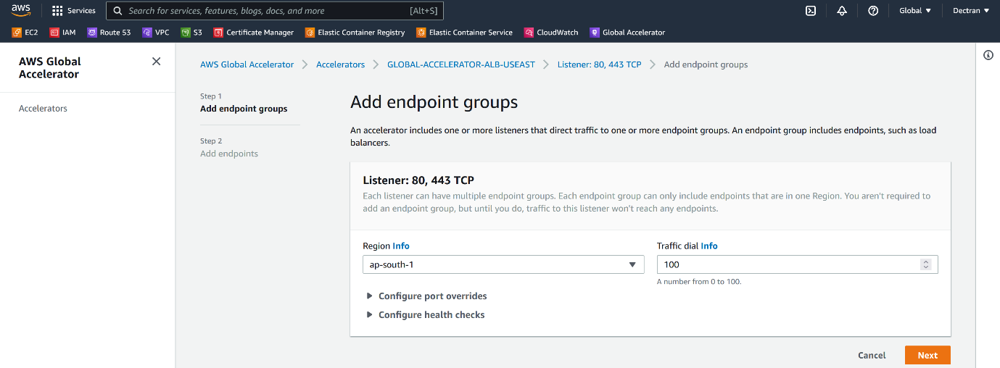 aws Services Search for services, features, blogs, docs, and more [Alt+S] Global Dectran
EC2 IAM Route 53 VPC S3 Certificate Manager Elastic Container Registry Elastic Container Service CloudWatch Global Accelerator
AWS Global
Accelerator
Accelerators
AWS Global Accelerator Accelerators GLOBAL-ACCELERATOR-ALB-USEAST Listener: 80, 443 TCP Add endpoint groups
Step 1
Add endpoint groups
Step 2
Add endpoints
Add endpoint groups
An accelerator includes one or more listeners that direct traffic to one or more endpoint groups. An endpoint group includes endpoints, such as load
balancers.
Listener: 80, 443 TCP
Each listener can have multiple endpoint groups. Each endpoint group can only include endpoints that are in one Region. You aren't required to
add an endpoint group, but until you do, traffic to this listener won't reach any endpoints.
Region Info Traffic dial Info
ap-south-1 100
A number from 0 to 100.
Configure port overrides
Configure health checks
Cancel Next